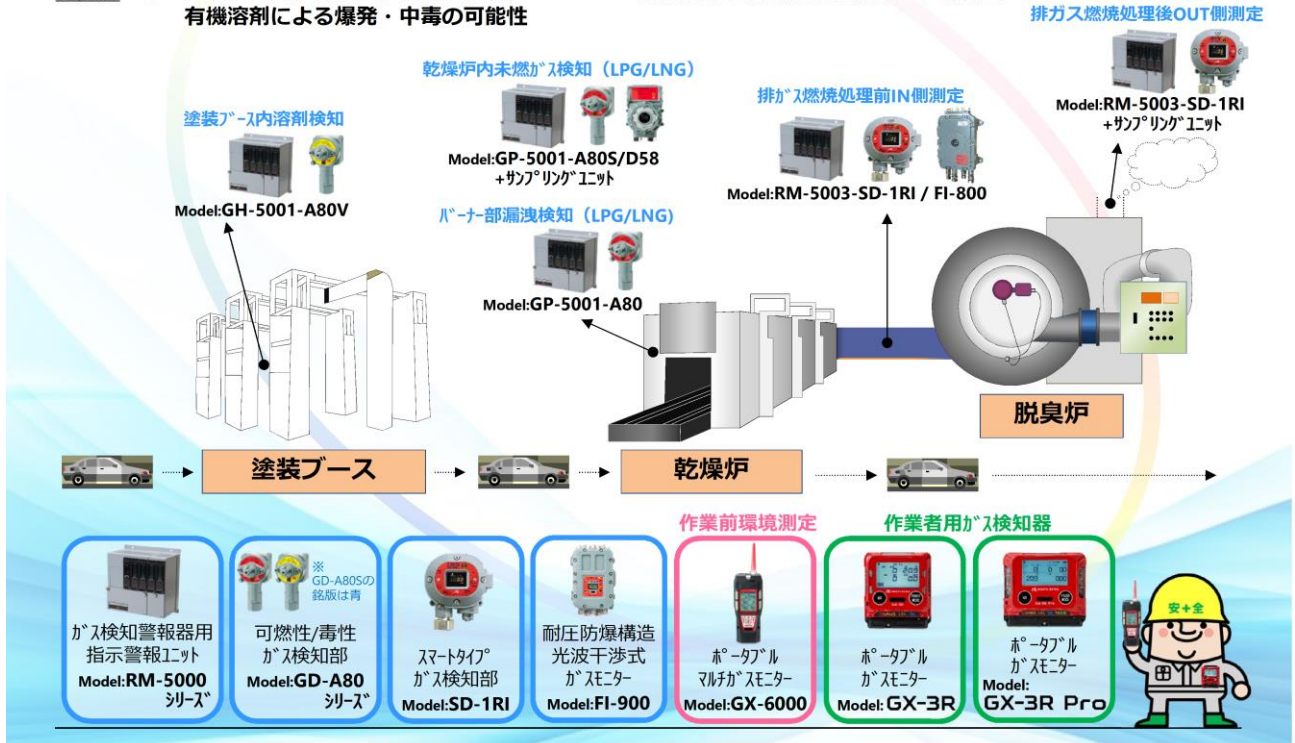 有機溶剤による爆発・中毒の可能性
排ガス燃焼処理後OUT側測定
Model:RM-5003-SD-1RI
+サンプリングユニット
乾燥炉内未燃ガス検知（LPG/LNG）
Model:GP-5001-A80S/D58
+サンプリングユニット
排ガス燃焼処理前IN側測定
Model:RM-5003-SD-1RI / FI-800
塗装ブース内溶剤検知
Model:GH-5001-A80V
バーナー部漏洩検知（LPG/LNG)
Model:GP-5001-A80
脱臭炉
塗装ブース
乾燥炉
作業前環境測定
作業者用ガス検知器
ガス検知警報器用
指示警報ユニット
Model:RM-5000
シリーズ
※
GD-A80Sの
銘版は青
可燃性/毒性
ガス検知部
Model:GD-A80
シリーズ
スマートタイプ
ガス検知部
Model:SD-1RI
耐圧防爆構造
光波干渉式
ガスモニター
Model:FI-900
ポータブル
マルチガスモニター
Model:GX-6000
ポータブル
ガスモニター
Model: GX-3R
ポータブル
ガスモニター
Model:
GX-3R Pro
安+全